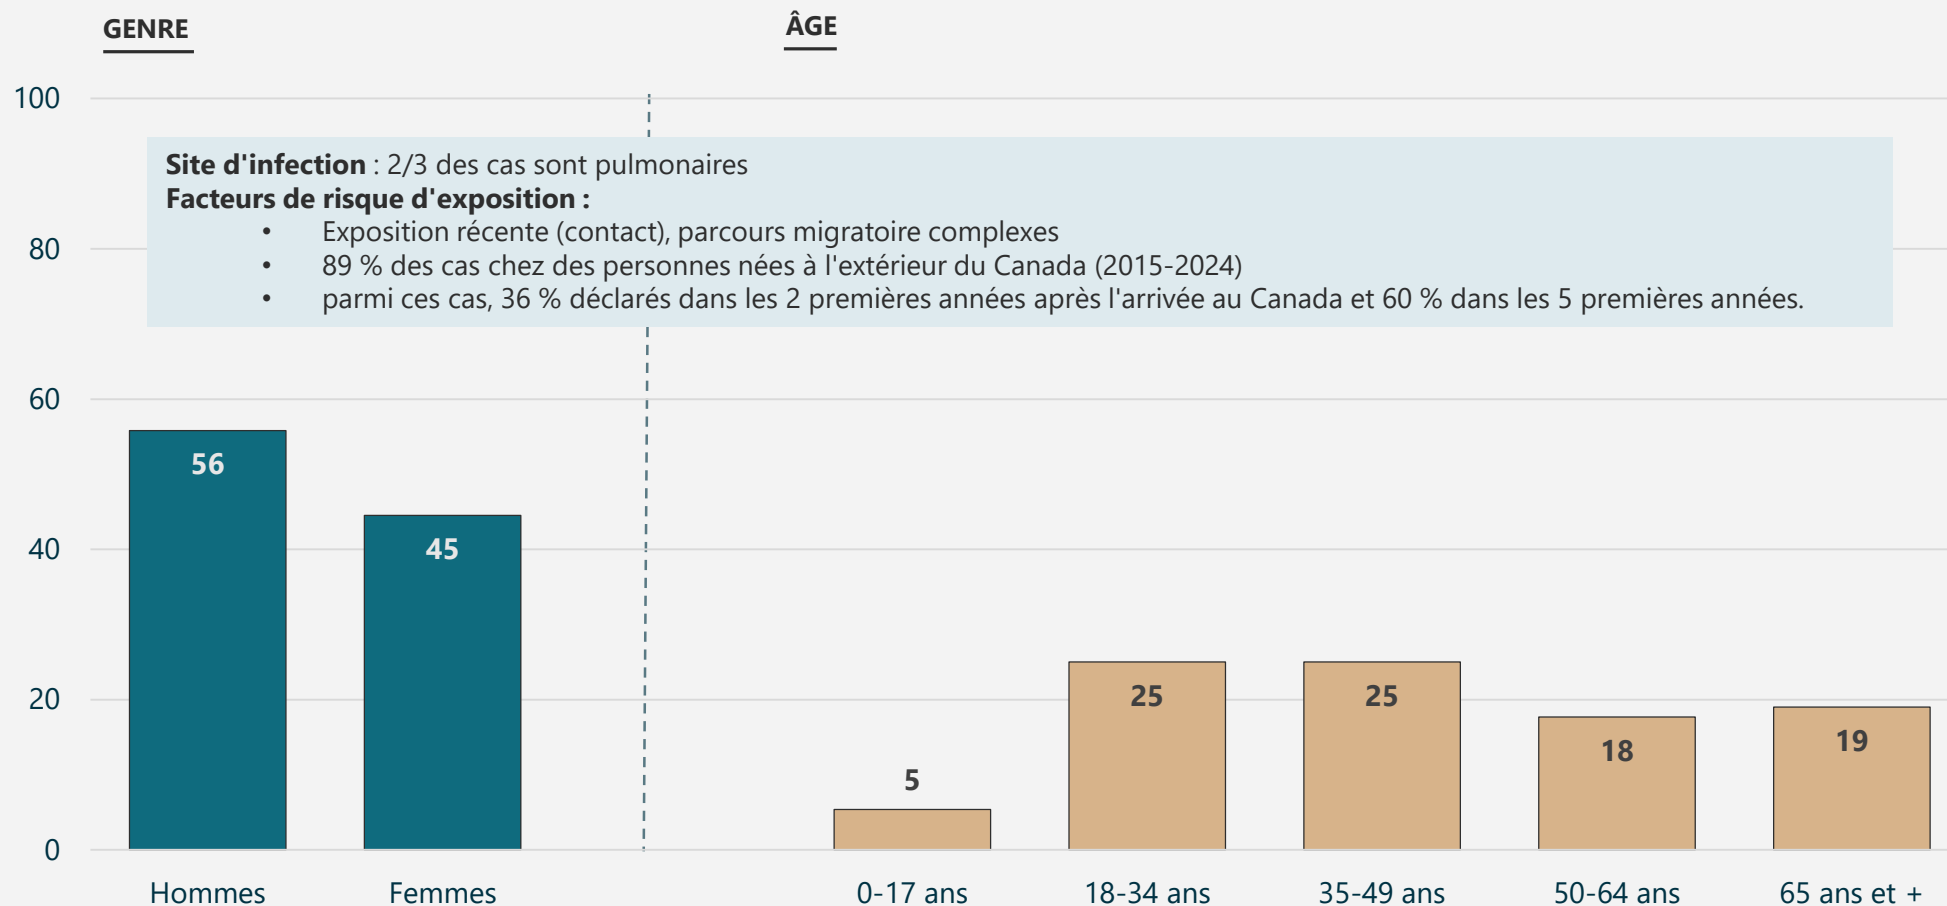 GENRE
ÂGE
100
80
60
40
20
0
Site d'infection : 2/3 des cas sont pulmonaires
Facteurs de risque d'exposition :
• Exposition récente (contact), parcours migratoire complexes
• 89 % des cas chez des personnes nées à l'extérieur du Canada (2015-2024)
• parmi ces cas, 36 % déclarés dans les 2 premières années après l'arrivée au Canada et 60 % dans les 5 premières années.
56
45
5
25
25
18
19
Hommes
Femmes
0-17 ans
18-34 ans
35-49 ans
50-64 ans
65 ans et +